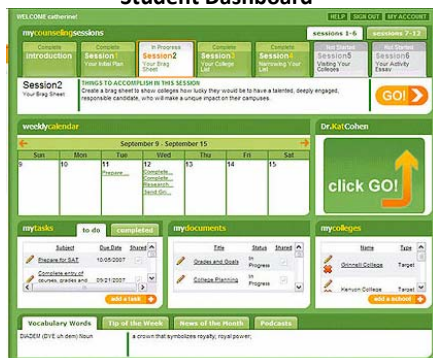 Student Dashboard
WELCOME catherine!
HELP SIGN OUT MY ACCOUNT
mycounselingsessions
sessions 1-6 sessions 7-12
Complete Complete In Progress Complete Complete Not Started Not Started
Introduction Session1 Session2 Session3 Session4 Session5 Session6
Your Initial Plan Your Brag Sheet Your College List Narrowing Your List Visiting Your Colleges Your Activity Essay
Session2
Your Brag Sheet
THINGS TO ACCOMPLISH IN THIS SESSION
Create a brag sheet to show colleges how lucky they would be to have a talented, deeply engaged,
responsible candidate, who will make a unique impact on their campuses.
GO!
weeklycalendar
September 9 - September 15
Sun Mon Tue Wed Thu Fri Sat
9 10 11 12 13 14 15
Prepare...
Complete...
Complete...
Research...
Send Gri...
Dr.KatCohen
click GO!
mytasks to do completed
Subject Due Date Shared
Prepare for SAT 10/05/2007
Complete entry of
courses, grades and 09/21/2007
add a task
mydocuments
Title Status Shared
Grades and Goals In Progress
College Planning In Progress
mycolleges
Name Type
Grinnell College Target
Kenyon College Target
add a school
Vocabulary Words Tip of the Week News of the Month Podcasts
DIADEM (DYE uh dem) Noun a crown that symbolizes royalty; royal power;